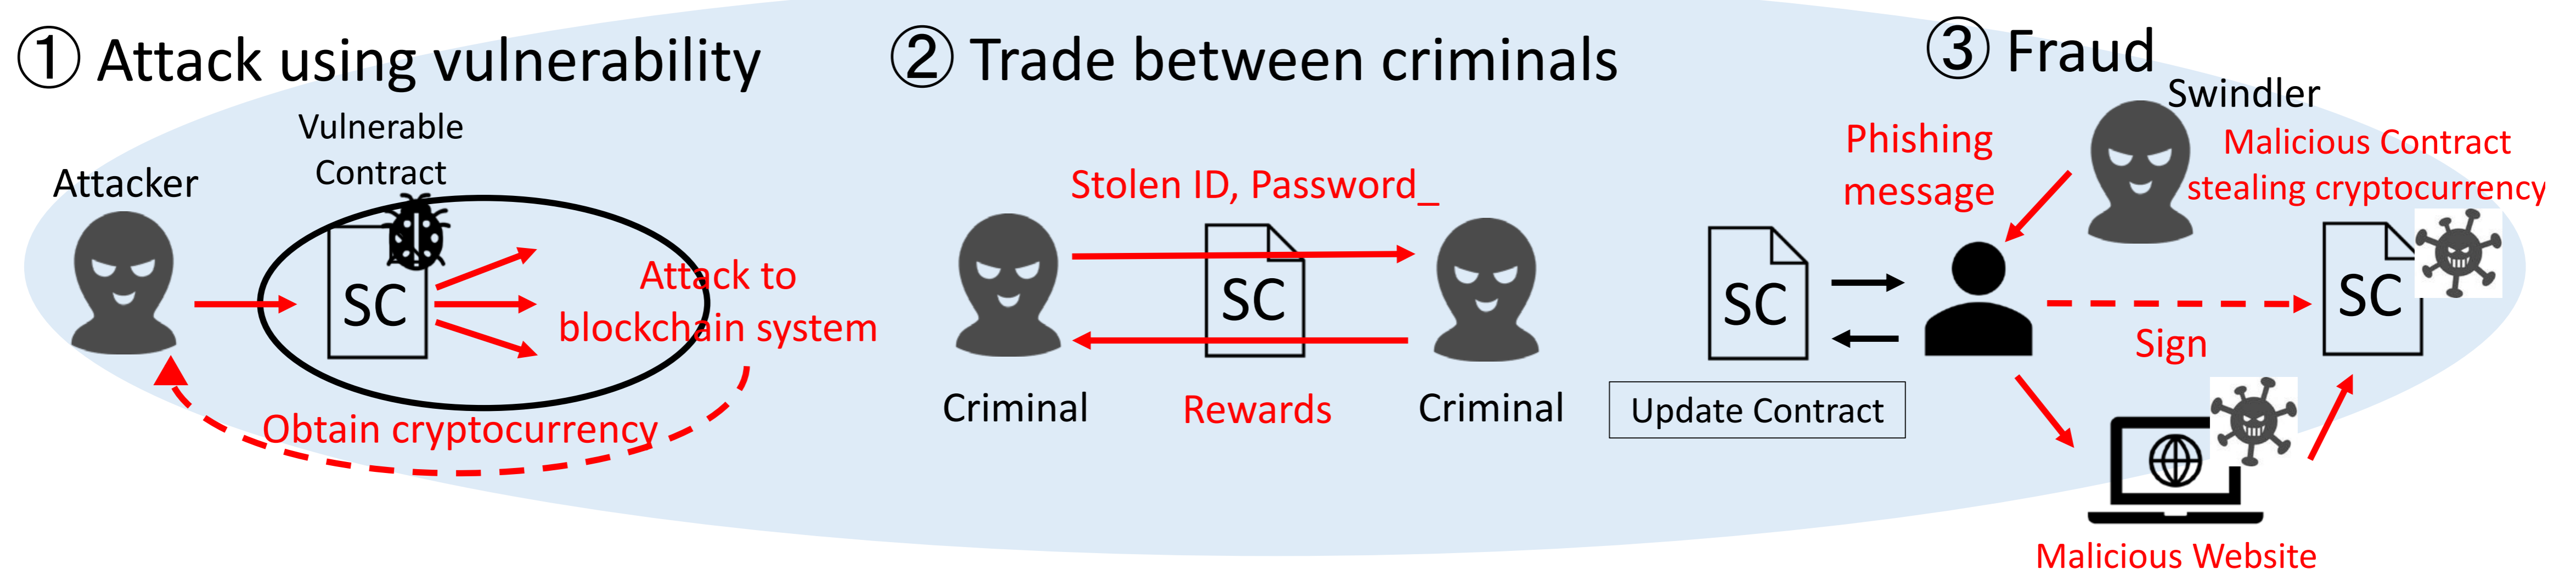 ① Attack using vulnerability
Vulnerable
Contract
Attacker
SC
Attack to
blockchain system
Obtain cryptocurrency
② Trade between criminals
Stolen ID, Password_
SC
Criminal
Rewards
Criminal
③ Fraud
Swindler
Phishing
message
Malicious Contract
stealing cryptocurrency
SC
SC
Sign
Update Contract
Malicious Website